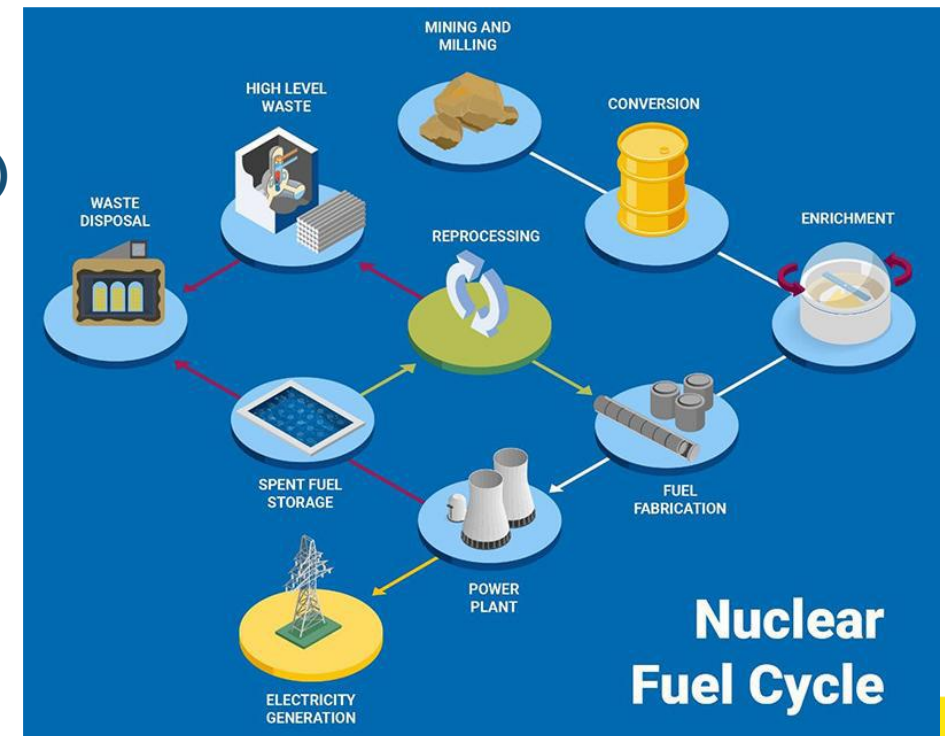 MINING AND
MILLING
HIGH LEVEL
WASTE
CONVERSION
WASTE
DISPOSAL
ENRICHMENT
REPROCESSING
SPENT FUEL
STORAGE
FUEL
FABRICATION
POWER
PLANT
ELECTRICITY
GENERATION
Nuclear
Fuel Cycle